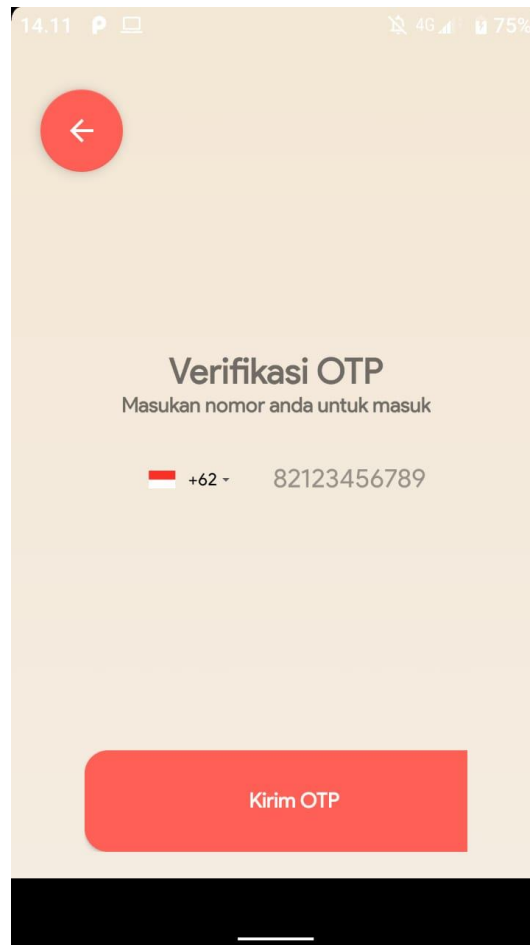 14.11 4G 75%
Verifikasi OTP
Masukan nomor anda untuk masuk
+62 82123456789
Kirim OTP